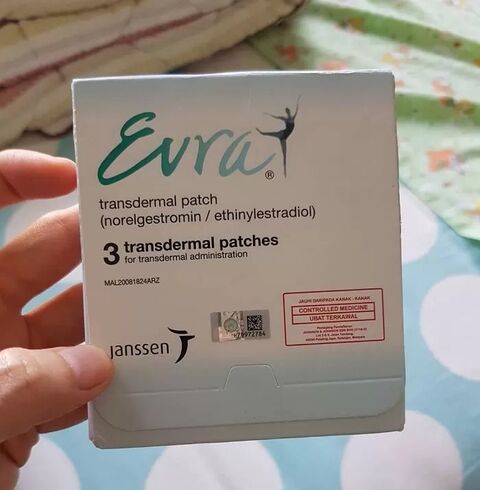 Evra®
transdermal patch
(norelgestromin / ethinylestradiol)
3 transdermal patches
for transdermal administration
MAL20081824ARZ
JAUHI DARIPADA KANAK - KANAK
CONTROLLED MEDICINE
UBAT TERKAWAL
janssen